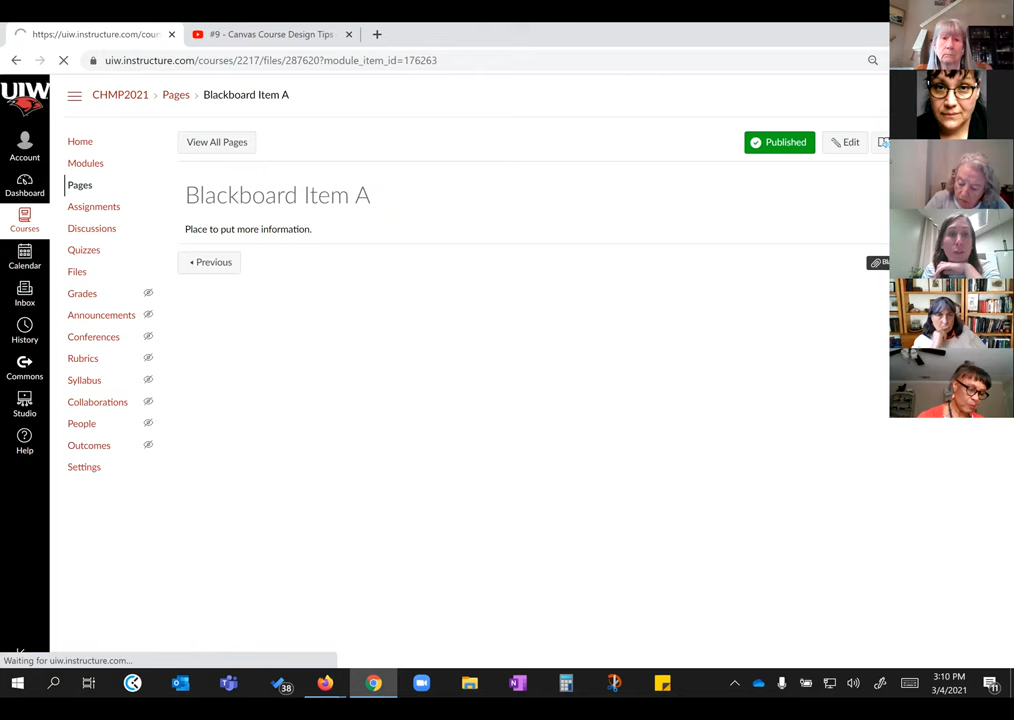 https://uiw.instructure.com/cour
#9 - Canvas Course Design Tips
uiw.instructure.com/courses/2217/files/287620?module_item_id=176263
UIW
CHMP2021 > Pages > Blackboard Item A
Account
Dashboard
Courses
Calendar
Inbox
History
Commons
Studio
Help
Home
Modules
Pages
Assignments
Discussions
Quizzes
Files
Grades
Announcements
Conferences
Rubrics
Syllabus
Collaborations
People
Outcomes
Settings
View All Pages
Published
Edit
Blackboard Item A
Place to put more information.
Previous
Waiting for uiw.instructure.com...
38
3:10 PM
3/4/2021
11